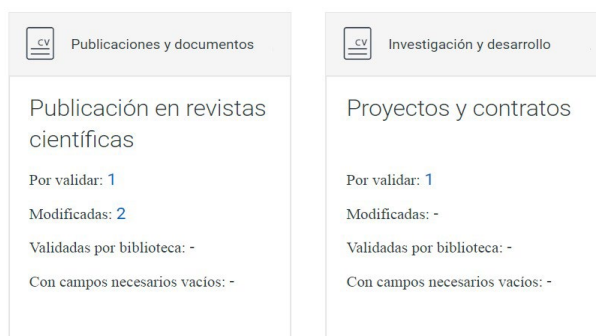 CV
Publicaciones y documentos
Publicación en revistas
científicas
Por validar: 1
Modificadas: 2
Validadas por biblioteca: -
Con campos necesarios vacíos: -
CV
Investigación y desarrollo
Proyectos y contratos
Por validar: 1
Modificadas: -
Validadas por biblioteca: -
Con campos necesarios vacíos: -